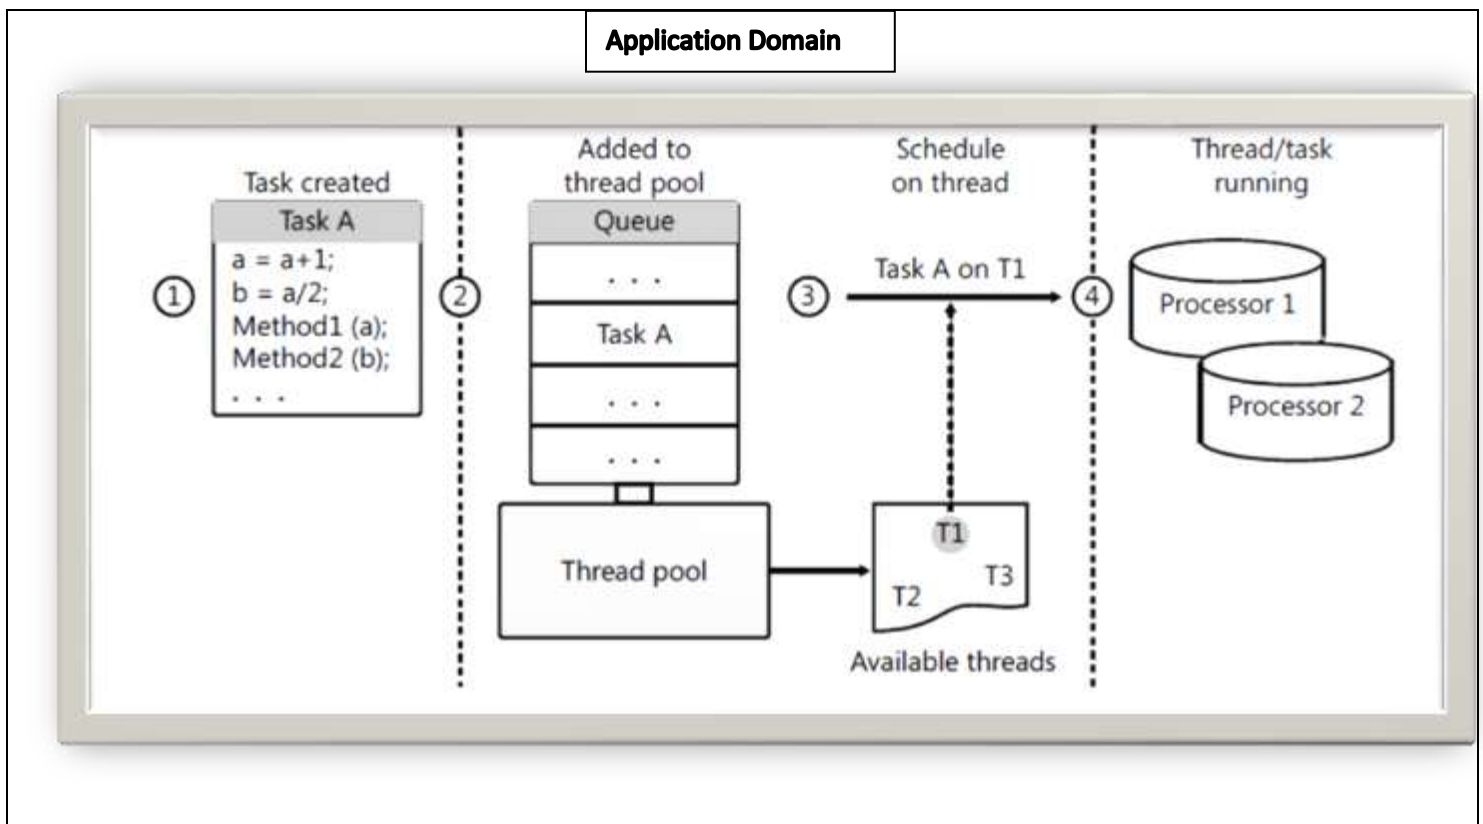 Application Domain
Task created
Task A
a = a+1;
b = a/2;
Method1 (a);
Method2 (b);
. . .
1
2
Added to
thread pool
Queue
. . .
Task A
. . .
. . .
Thread pool
3
Schedule
on thread
Task A on T1
T1
T3
T2
Available threads
4
Thread/task
running
Processor 1
Processor 2